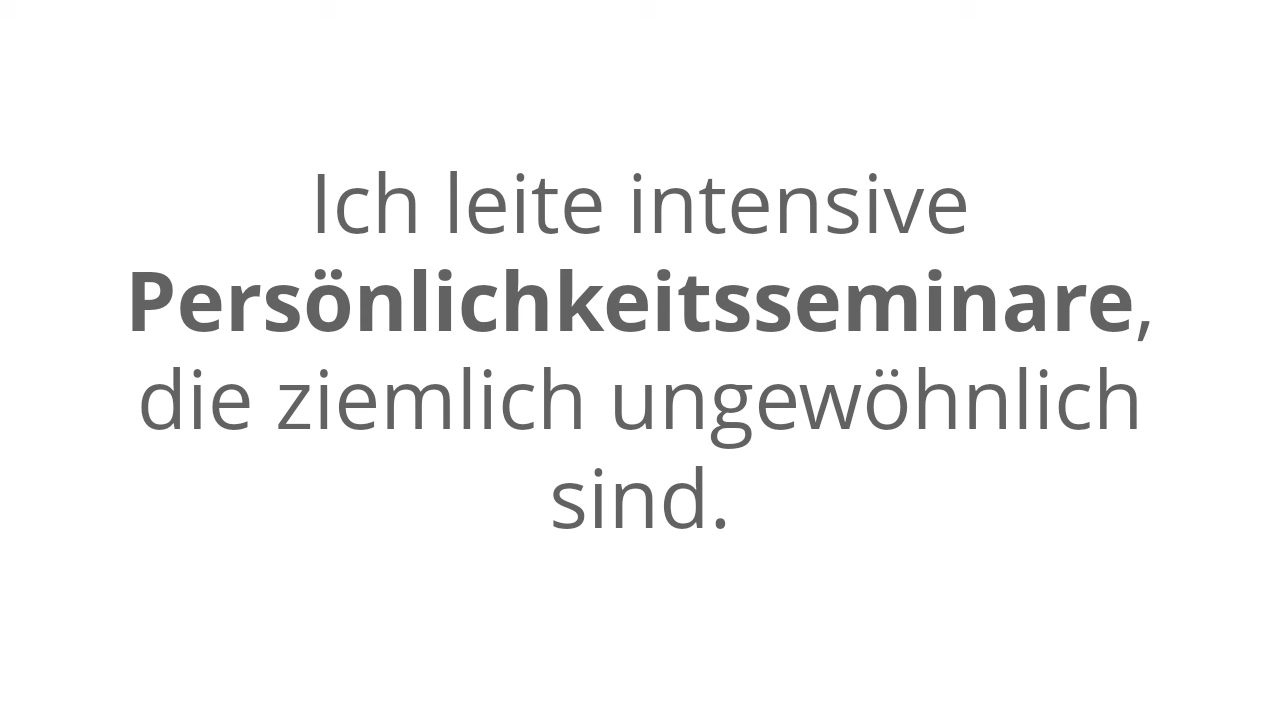 Ich leite intensive
Persönlichkeitsseminare,
die ziemlich ungewöhnlich
sind.